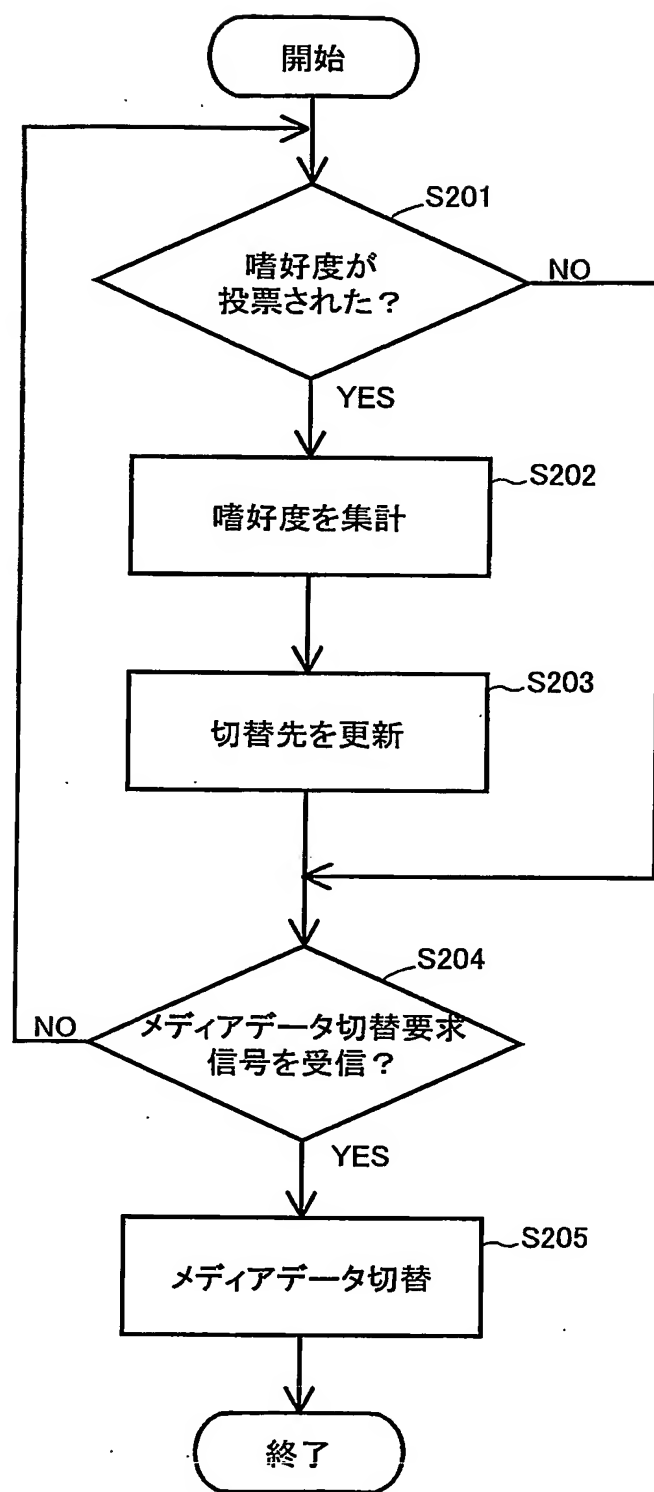 開始
S201
嗜好度が
投票された?
NO
YES
S202
嗜好度を集計
S203
切替先を更新
S204
メディアデータ切替要求
信号を受信?
NO
YES
S205
メディアデータ切替
終了